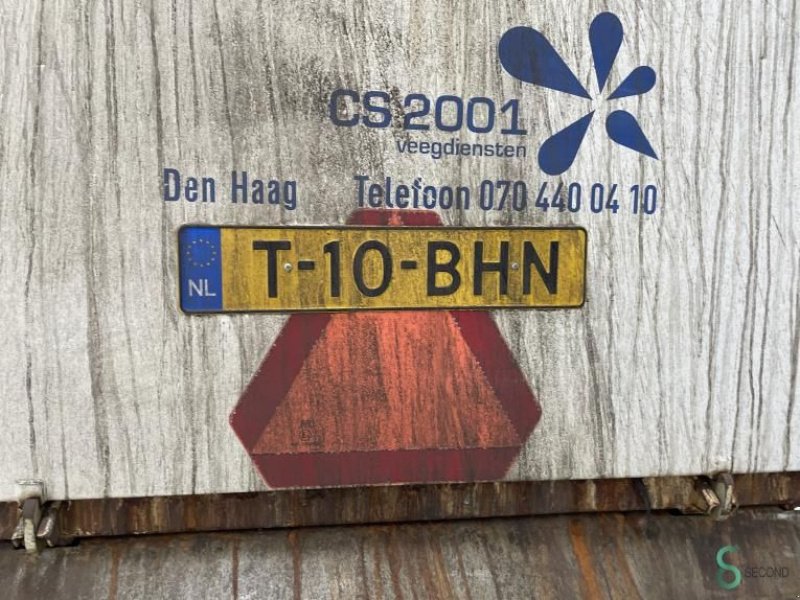 CS 2001
veegdiensten
Den Haag Telefoon 070 440 04 10
NL T-10-BHN
SECOND